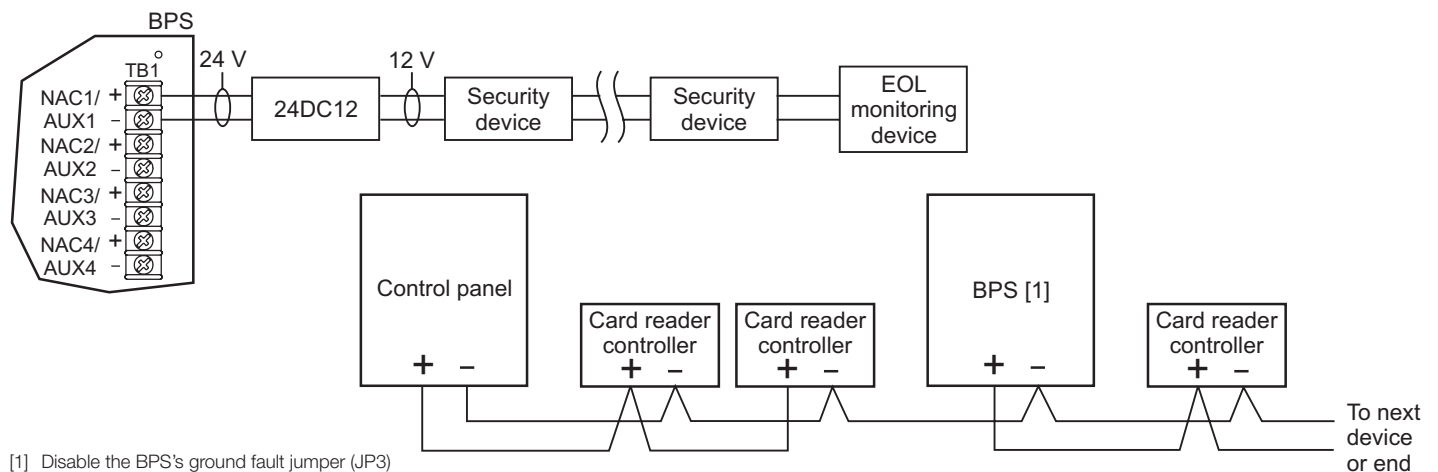 BPS
TB1
NAC1/ +
AUX1 –
NAC2/ +
AUX2 –
NAC3/ +
AUX3 –
NAC4/ +
AUX4 –
24 V
24DC12
12 V
Security
device
Security
device
EOL
monitoring
device
Control panel
+ –
Card reader
controller
+ –
Card reader
controller
+ –
BPS [1]
+ –
Card reader
controller
+ –
To next
device
or end
[1] Disable the BPS's ground fault jumper (JP3)